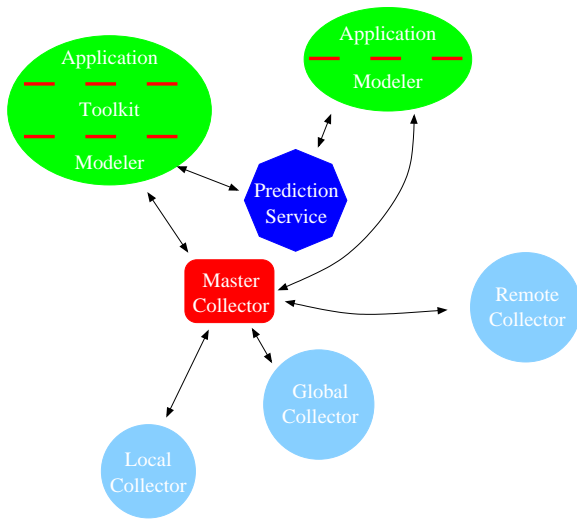 Application
Toolkit
Modeler
Application
Modeler
Prediction
Service
Master
Collector
Remote
Collector
Global
Collector
Local
Collector